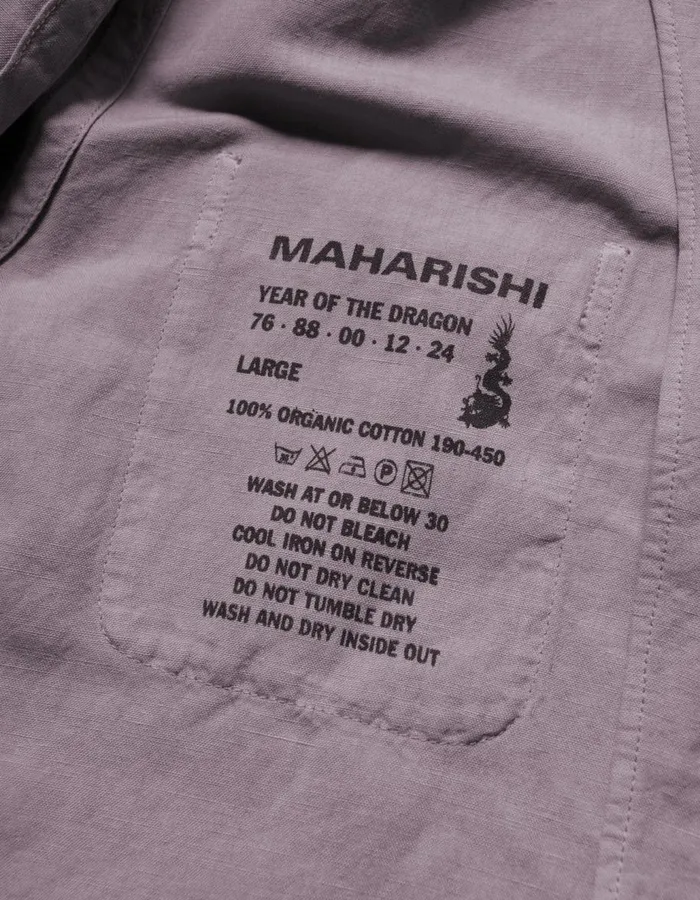 MAHARISHI
YEAR OF THE DRAGON
76 · 88 · 00 · 12 · 24
LARGE
100% ORGANIC COTTON 190-450
P
WASH AT OR BELOW 30
DO NOT BLEACH
COOL IRON ON REVERSE
DO NOT DRY CLEAN
DO NOT TUMBLE DRY
WASH AND DRY INSIDE OUT